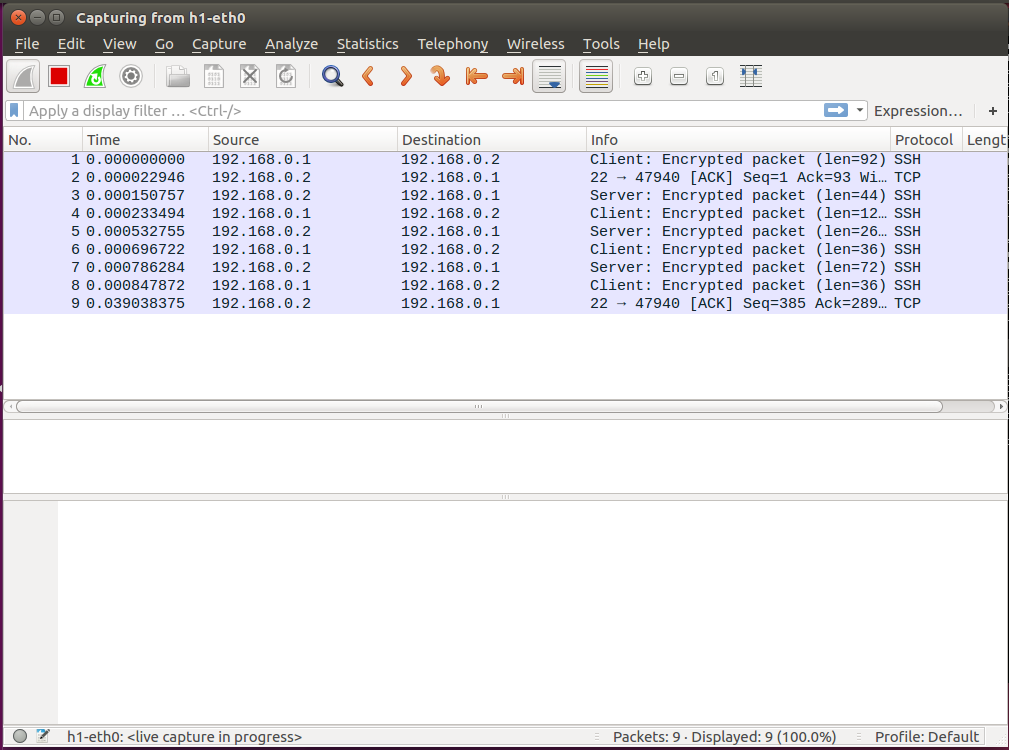 Capturing from h1-eth0
File Edit View Go Capture Analyze Statistics Telephony Wireless Tools Help
Apply a display filter … <Ctrl-/> Expression… +
No. Time Source Destination Info Protocol Lengt
1 0.000000000 192.168.0.1 192.168.0.2 Client: Encrypted packet (len=92) SSH
2 0.000022946 192.168.0.2 192.168.0.1 22 → 47940 [ACK] Seq=1 Ack=93 Wi… TCP
3 0.000150757 192.168.0.2 192.168.0.1 Server: Encrypted packet (len=44) SSH
4 0.000233494 192.168.0.1 192.168.0.2 Client: Encrypted packet (len=12… SSH
5 0.000532755 192.168.0.2 192.168.0.1 Server: Encrypted packet (len=26… SSH
6 0.000696722 192.168.0.1 192.168.0.2 Client: Encrypted packet (len=36) SSH
7 0.000786284 192.168.0.2 192.168.0.1 Server: Encrypted packet (len=72) SSH
8 0.000847872 192.168.0.1 192.168.0.2 Client: Encrypted packet (len=36) SSH
9 0.039038375 192.168.0.2 192.168.0.1 22 → 47940 [ACK] Seq=385 Ack=289… TCP
h1-eth0: <live capture in progress> Packets: 9 · Displayed: 9 (100.0%) Profile: Default